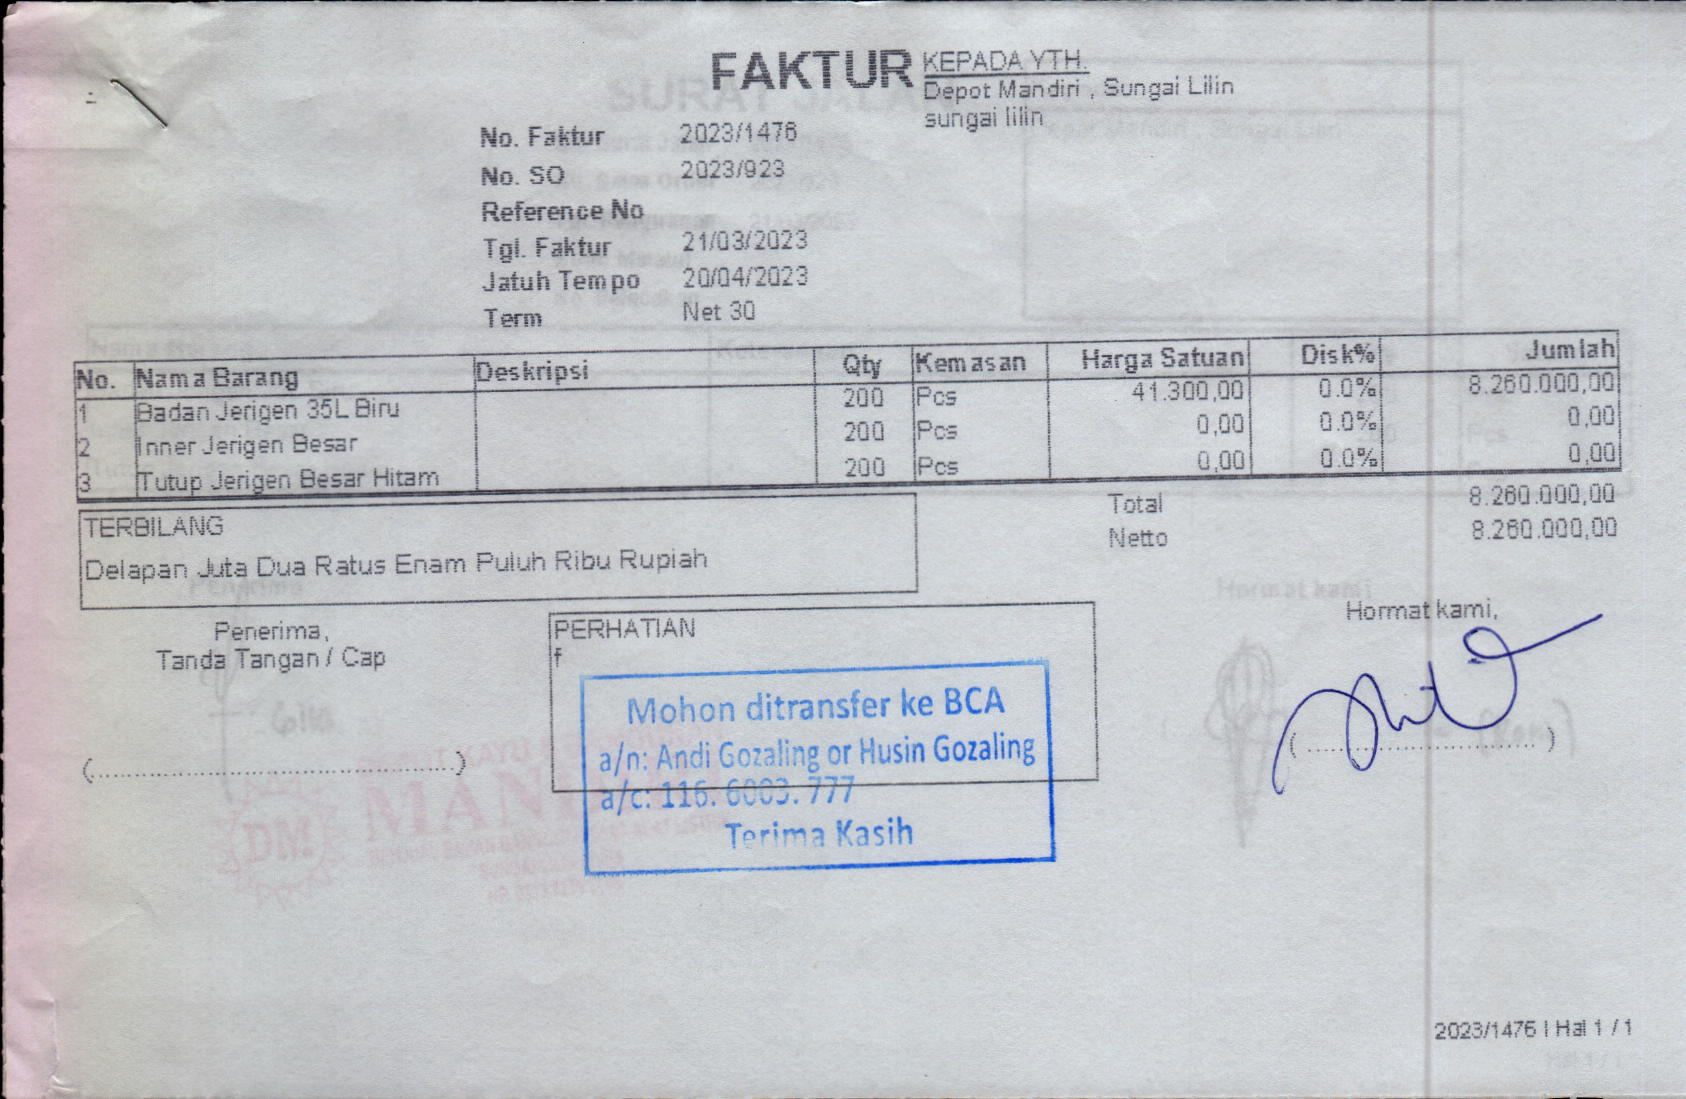 FAKTUR
KEPADA YTH.
Depot Mandiri , Sungai Lilin
sungai lilin
No. Faktur 2023/1476
No. SO 2023/923
Reference No
Tgl. Faktur 21/03/2023
Jatuh Tempo 20/04/2023
Term Net 30
No. Nama Barang Deskripsi Qty Kemasan Harga Satuan Disk% Jumlah
1 Badan Jerigen 35L Biru 200 Pcs 41.300,00 0.0% 8.260.000,00
2 Inner Jerigen Besar 200 Pcs 0,00 0.0% 0,00
3 Tutup Jerigen Besar Hitam 200 Pcs 0,00 0.0% 0,00
Total 8.260.000,00
Netto 8.260.000,00
TERBILANG
Delapan Juta Dua Ratus Enam Puluh Ribu Rupiah
Penerima,
Tanda Tangan / Cap
(......................................................)
PERHATIAN
f
Mohon ditransfer ke BCA
a/n: Andi Gozaling or Husin Gozaling
a/c: 116. 6003. 777
Terima Kasih
Hormat kami,
(..................................)
2023/1476 | Hal 1 / 1